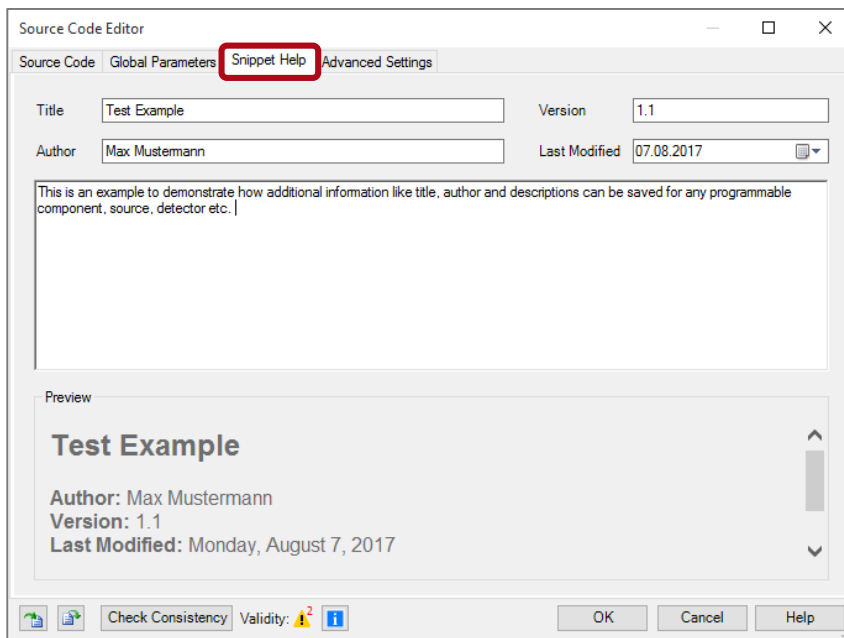 Source Code Editor
Source Code Global Parameters Snippet Help Advanced Settings
Title Test Example Version 1.1
Author Max Mustermann Last Modified 07.08.2017
This is an example to demonstrate how additional information like title, author and descriptions can be saved for any programmable
component, source, detector etc.
Preview
Test Example
Author: Max Mustermann
Version: 1.1
Last Modified: Monday, August 7, 2017
Check Consistency Validity: 2 OK Cancel Help